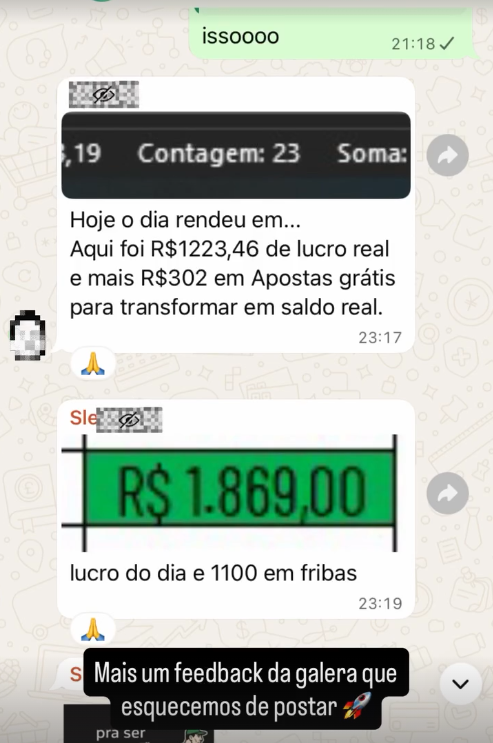 issoooo
21:18
,19 Contagem: 23 Soma:
Hoje o dia rendeu em...
Aqui foi R$1223,46 de lucro real
e mais R$302 em Apostas grátis
para transformar em saldo real.
23:17
Sle
R$ 1.869,00
lucro do dia e 1100 em fribas
23:19
S
Mais um feedback da galera que
esquecemos de postar 🚀
pra ser